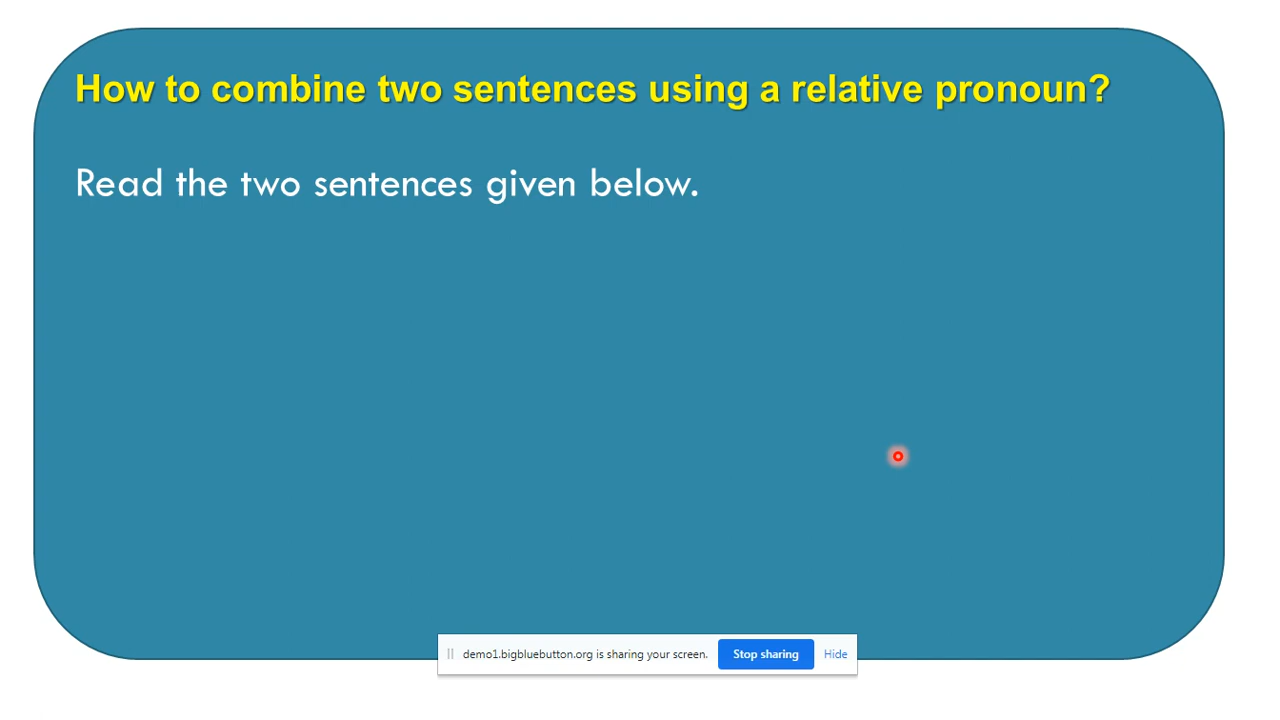 How to combine two sentences using a relative pronoun?
Read the two sentences given below.
demo1.bigbluebutton.org is sharing your screen. Stop sharing Hide